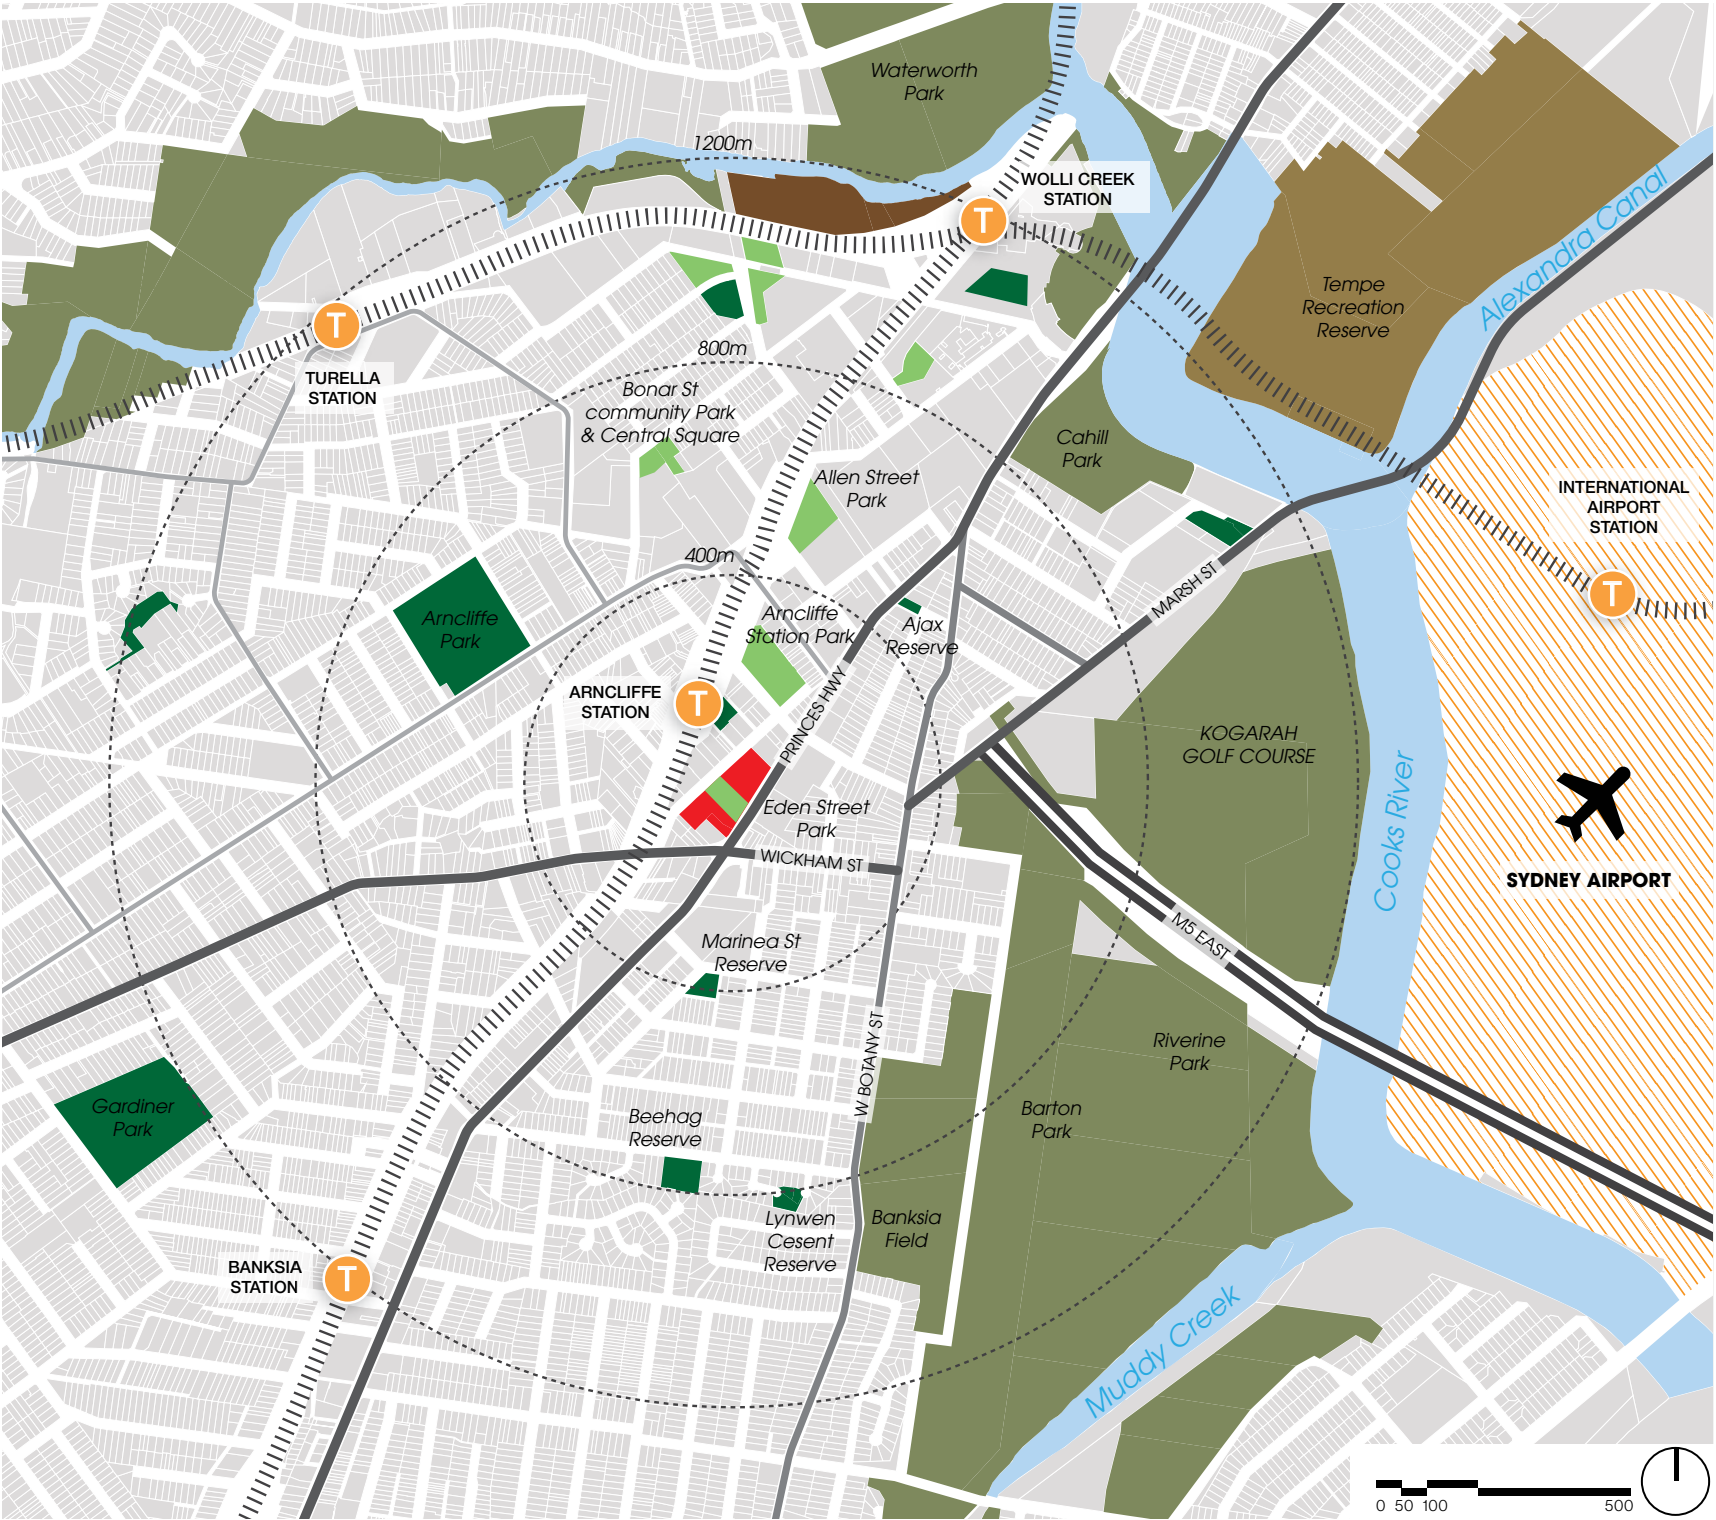 Waterworth
Park
1200m
WOLLI CREEK
STATION
T
Alexandra Canal
Tempe
Recreation
Reserve
T
TURELLA
STATION
800m
Bonar St
community Park
& Central Square
Cahill
Park
Allen Street
Park
INTERNATIONAL
AIRPORT
STATION
T
400m
MARSH ST
Arncliffe
Park
Arncliffe
Station Park
Ajax
Reserve
ARNCLIFFE
STATION
T
PRINCES HWY
KOGARAH
GOLF COURSE
Cooks River
Eden Street
Park
WICKHAM ST
SYDNEY AIRPORT
M5 EAST
Marinea St
Reserve
W BOTANY ST
Riverine
Park
Gardiner
Park
Beehag
Reserve
Barton
Park
Lynwen
Cesent
Reserve
Banksia
Field
BANKSIA
STATION
T
Muddy Creek
0 50 100 500